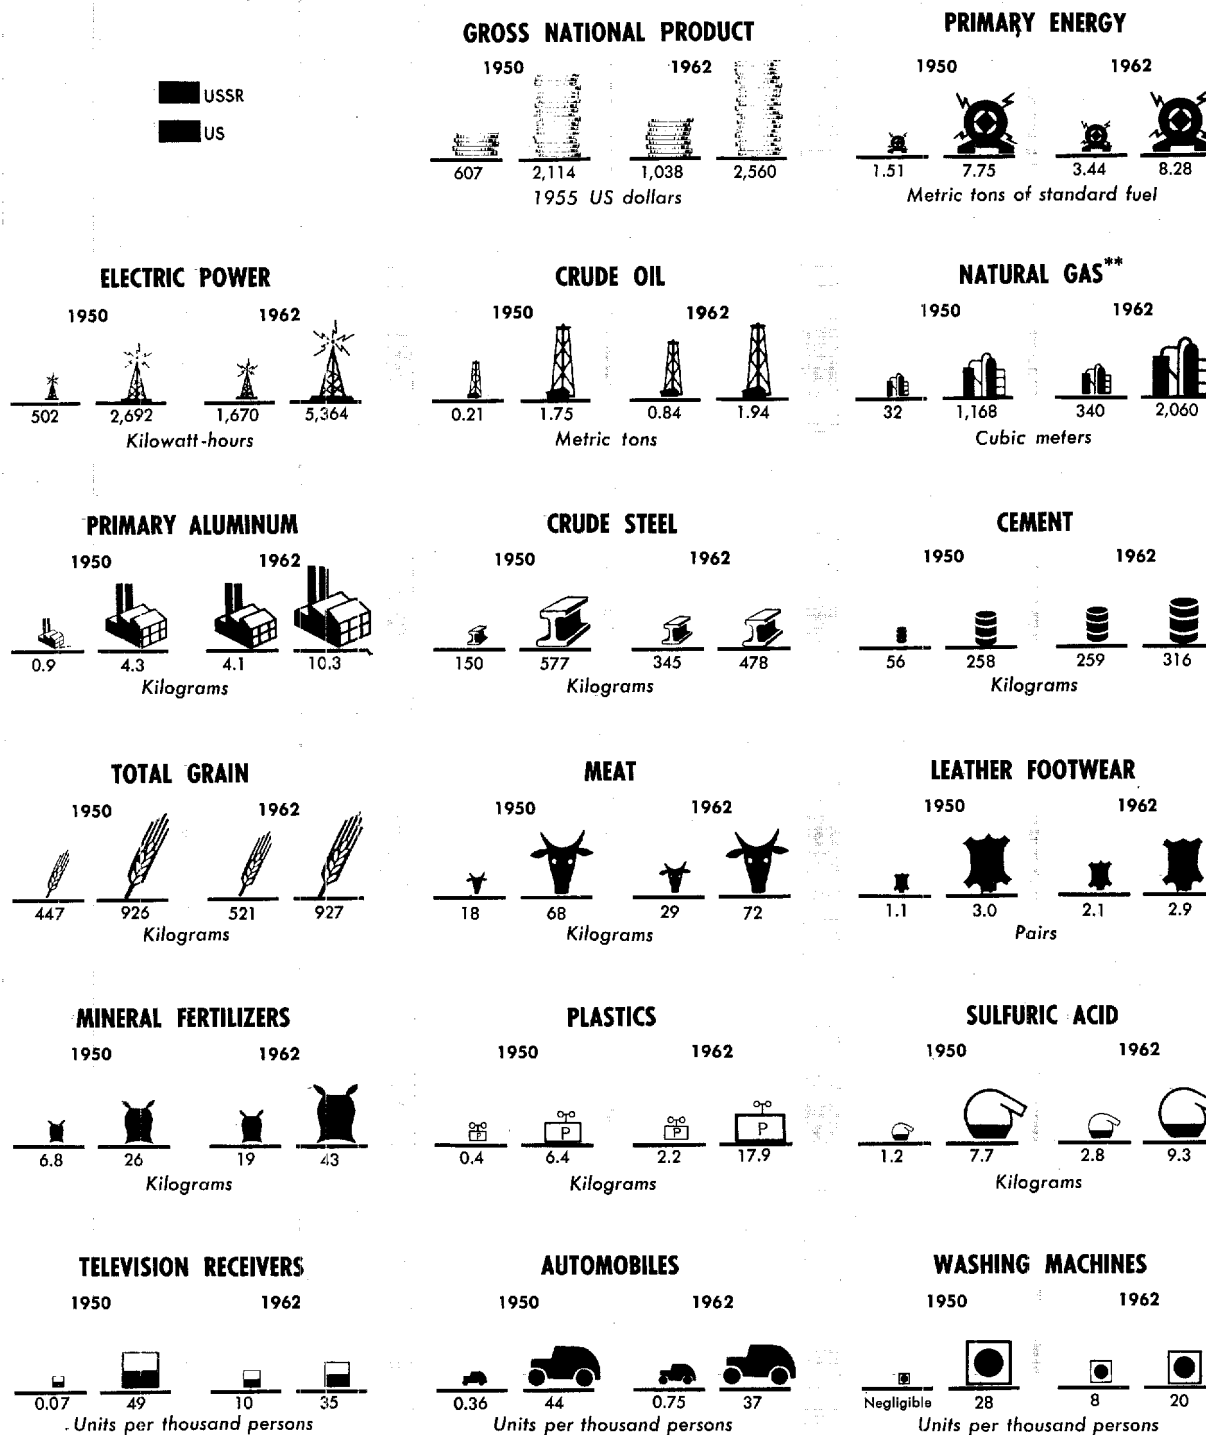 USSR
US
GROSS NATIONAL PRODUCT
1950 1962
607 2,114 1,038 2,560
1955 US dollars
PRIMARY ENERGY
1950 1962
1.51 7.75 3.44 8.28
Metric tons of standard fuel
ELECTRIC POWER
1950 1962
502 2,692 1,670 5,364
Kilowatt-hours
CRUDE OIL
1950 1962
0.21 1.75 0.84 1.94
Metric tons
NATURAL GAS**
1950 1962
32 1,168 340 2,060
Cubic meters
PRIMARY ALUMINUM
1950 1962
0.9 4.3 4.1 10.3
Kilograms
CRUDE STEEL
1950 1962
150 577 345 478
Kilograms
CEMENT
1950 1962
56 258 259 316
Kilograms
TOTAL GRAIN
1950 1962
447 926 521 927
Kilograms
MEAT
1950 1962
18 68 29 72
Kilograms
LEATHER FOOTWEAR
1950 1962
1.1 3.0 2.1 2.9
Pairs
MINERAL FERTILIZERS
1950 1962
6.8 26 19 43
Kilograms
PLASTICS
1950 1962
P P P P
0.4 6.4 2.2 17.9
Kilograms
SULFURIC ACID
1950 1962
1.2 7.7 2.8 9.3
Kilograms
TELEVISION RECEIVERS
1950 1962
0.07 49 10 35
Units per thousand persons
AUTOMOBILES
1950 1962
0.36 44 0.75 37
Units per thousand persons
WASHING MACHINES
1950 1962
Negligible 28 8 20
Units per thousand persons